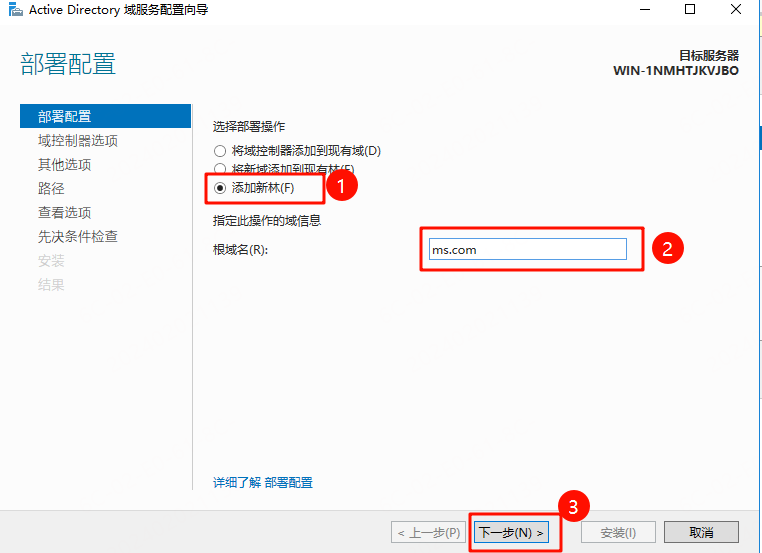 Active Directory 域服务配置向导
部署配置
目标服务器
WIN-1NMHTJKVJBO
部署配置
域控制器选项
其他选项
路径
查看选项
先决条件检查
安装
结果
选择部署操作
将域控制器添加到现有域(D)
将新域添加到现有林(F)
添加新林(F)
1
指定此操作的域信息
根域名(R):
ms.com
2
详细了解 部署配置
3
< 上一步(P)
下一步(N) >
安装(I)
取消